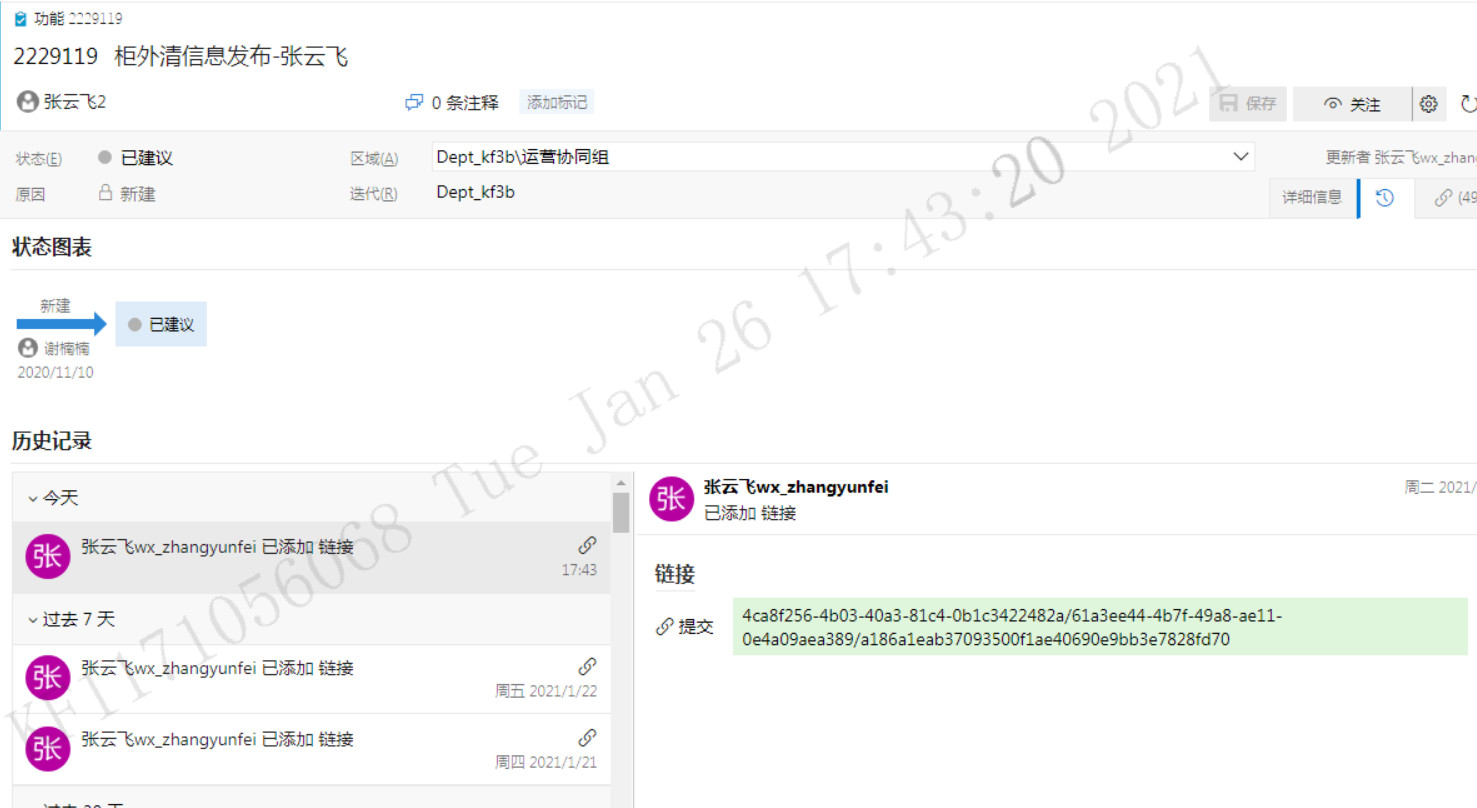 功能 2229119
2229119 柜外清信息发布-张云飞
张云飞2
0 条注释
添加标记
保存
关注
状态(E)
已建议
区域(A)
Dept_kf3b\运营协同组
更新者 张云飞wx_zhang
原因
新建
迭代(R)
Dept_kf3b
详细信息
(49
状态图表
新建
已建议
谢楠楠
2020/11/10
历史记录
今天
张云飞wx_zhangyunfei 已添加 链接
17:43
过去 7 天
张云飞wx_zhangyunfei 已添加 链接
周五 2021/1/22
张云飞wx_zhangyunfei 已添加 链接
周四 2021/1/21
张
张
张
张
张云飞wx_zhangyunfei
周二 2021/
已添加 链接
链接
提交
4ca8f256-4b03-40a3-81c4-0b1c3422482a/61a3ee44-4b7f-49a8-ae11-
0e4a09aea389/a186a1eab37093500f1ae40690e9bb3e7828fd70
KF1171056068 Tue Jan 26 17:43:20 2021